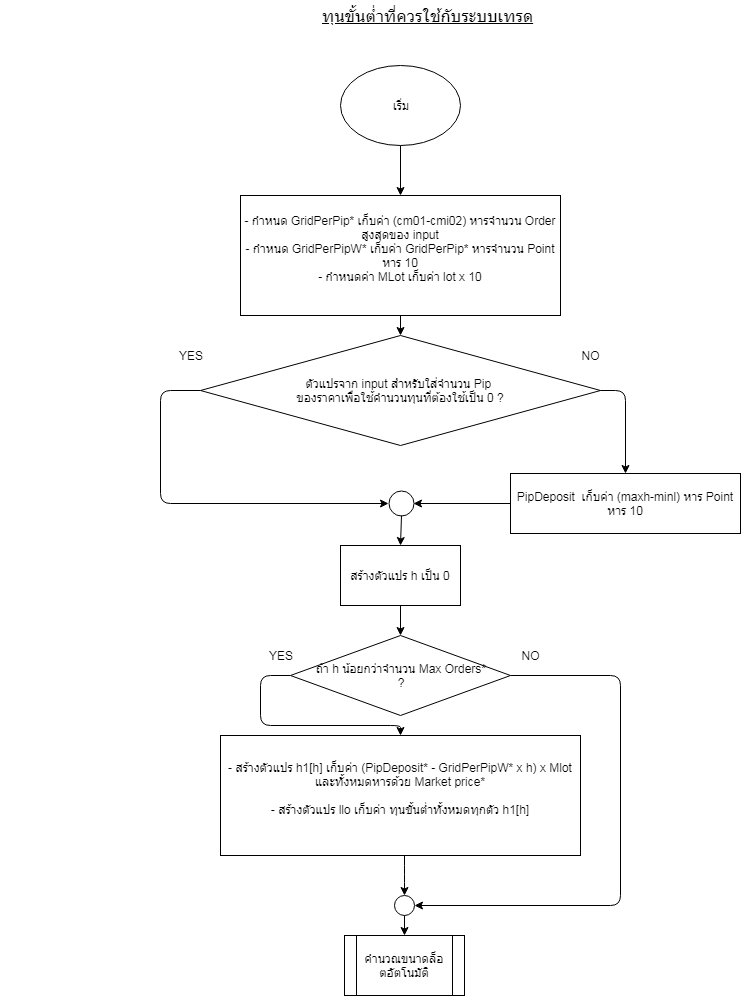 ทุนขั้นต่ำที่ควรใช้กับระบบเทรด
เริ่ม
- กำหนด GridPerPip* เก็บค่า (cm01-cmi02) หารจำนวน Order
สูงสุดของ input
- กำหนด GridPerPipW* เก็บค่า GridPerPip* หารจำนวน Point
หาร 10
- กำหนดค่า MLot เก็บค่า lot x 10
YES
NO
ตัวแปรจาก input สำหรับใส่จำนวน Pip
ของราคาเพื่อใช้คำนวนทุนที่ต้องใช้เป็น 0 ?
PipDeposit เก็บค่า (maxh-minl) หาร Point
หาร 10
สร้างตัวแปร h เป็น 0
YES
NO
ถ้า h น้อยกว่าจำนวน Max Orders*
?
- สร้างตัวแปร h1[h] เก็บค่า (PipDeposit* - GridPerPipW* x h) x Mlot
และทั้งหมดหารด้วย Market price*
- สร้างตัวแปร llo เก็บค่า ทุนขั้นต่ำทั้งหมดทุกตัว h1[h]
คำนวณขนาดล็อ
ตอัตโนมัติ